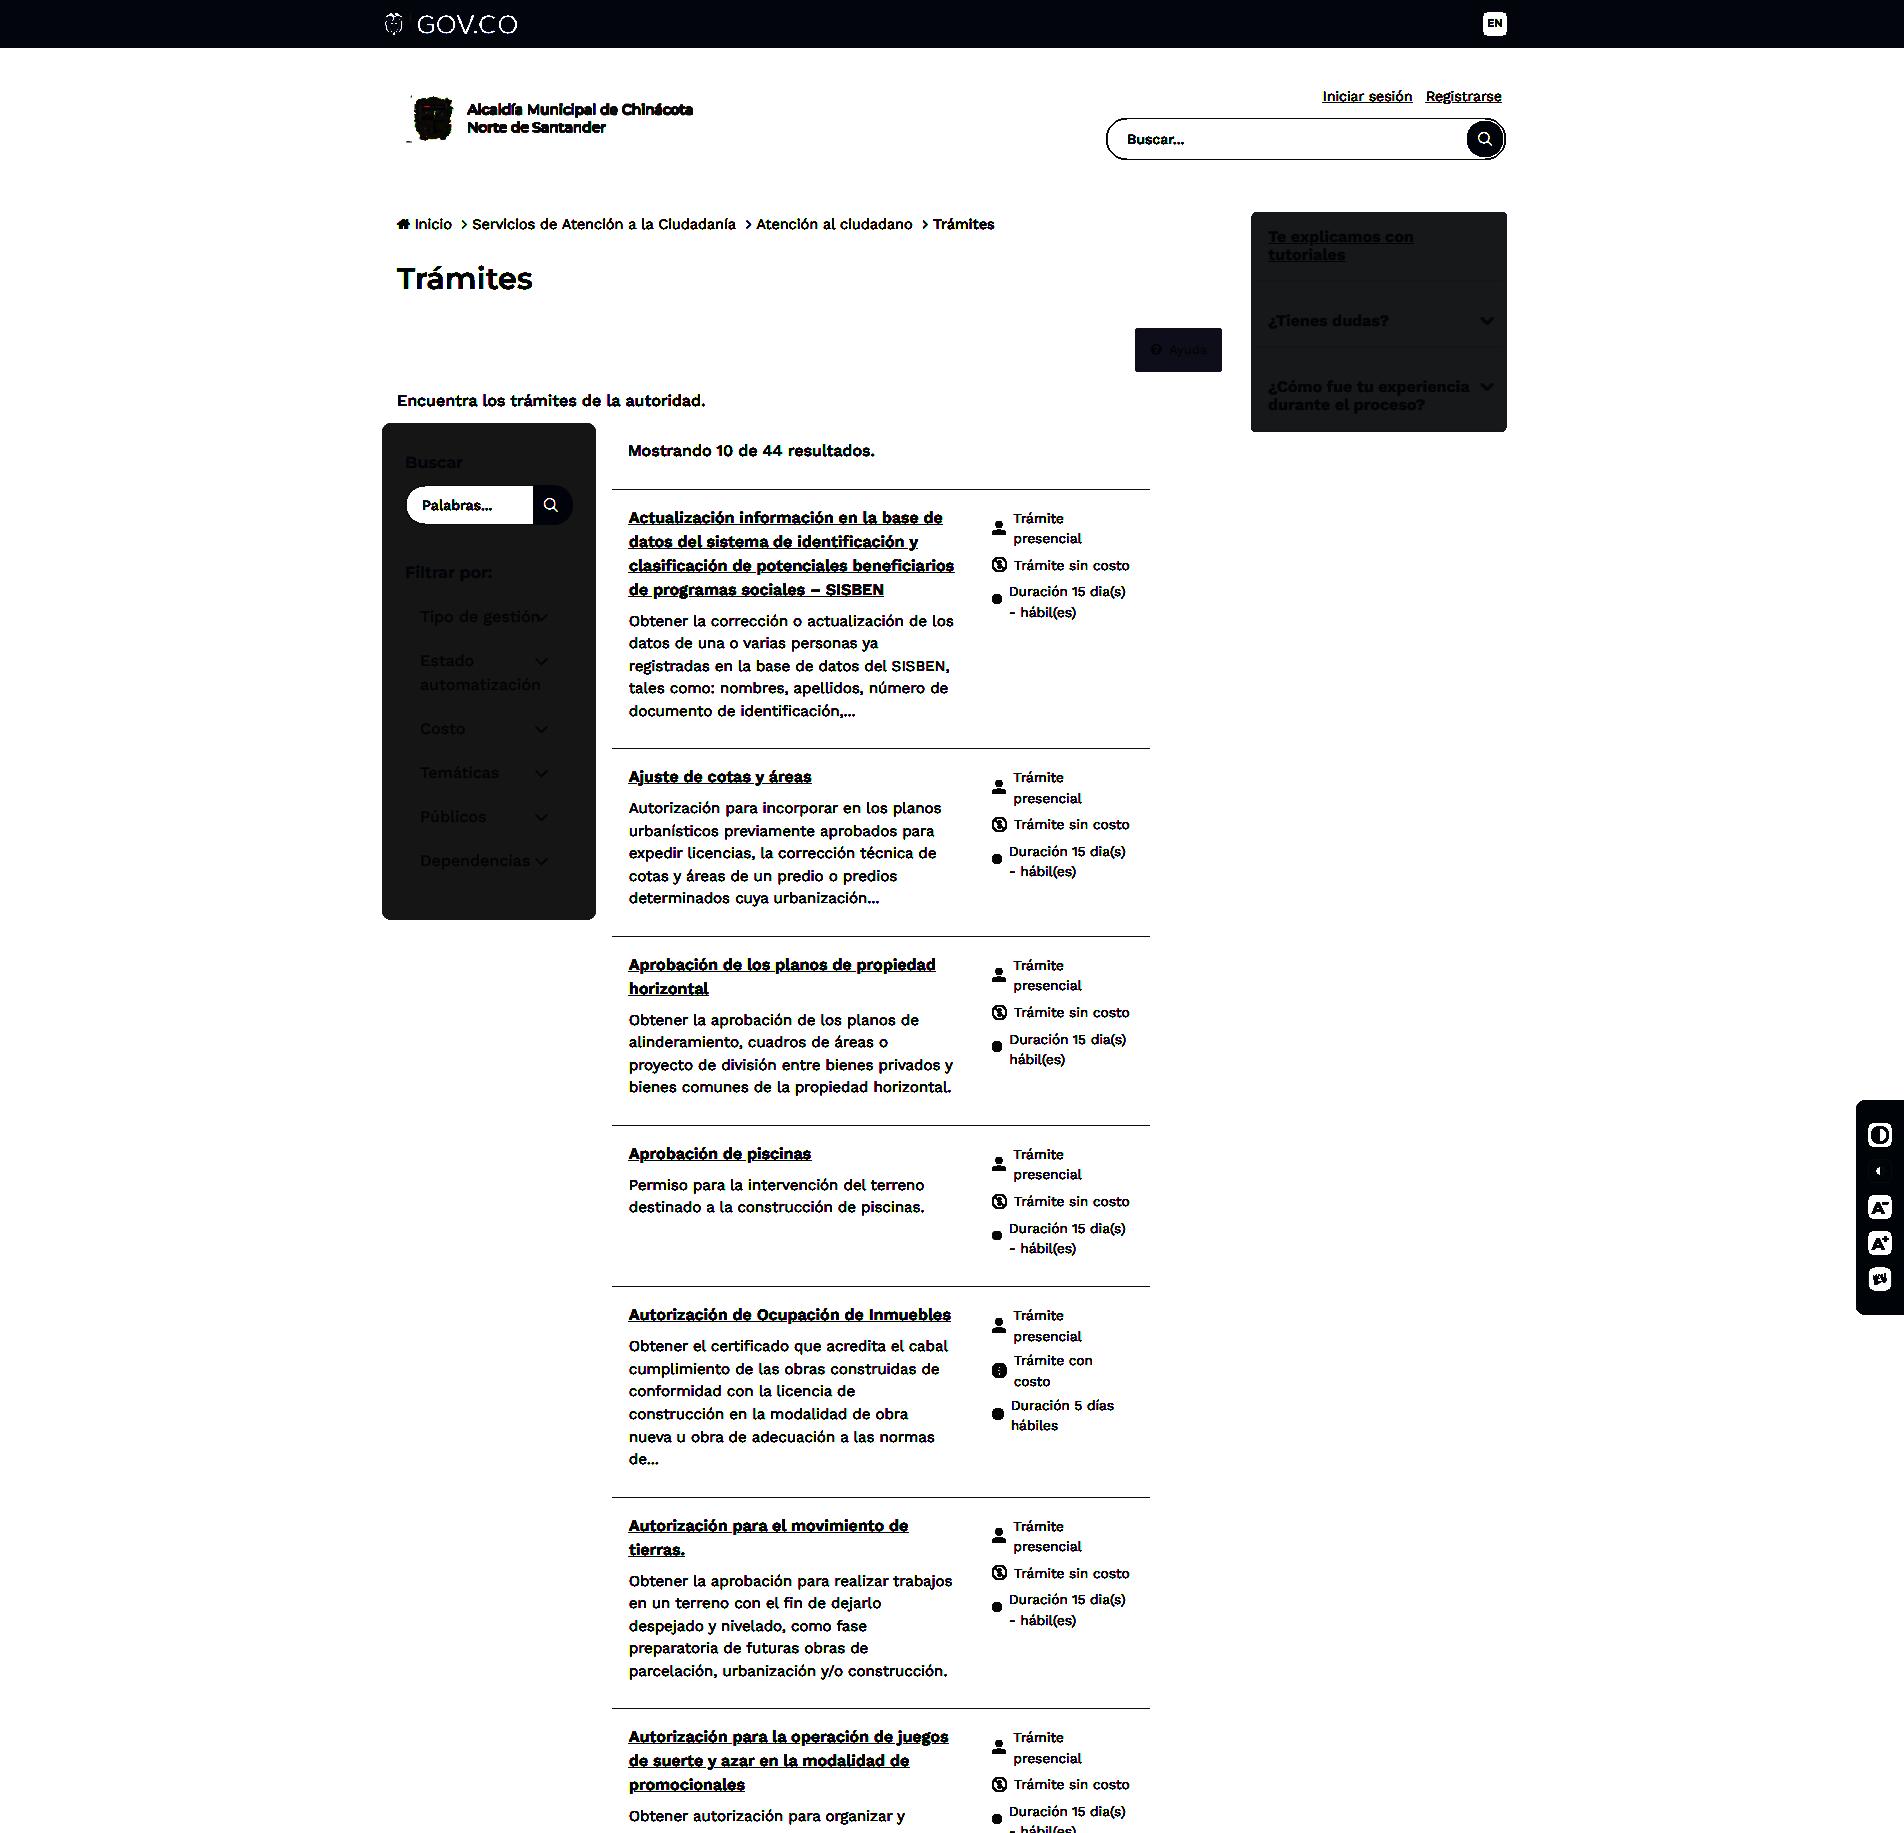 GOV.CO
EN
Alcaldía Municipal de Chinácota
Norte de Santander
Iniciar sesión Registrarse
Buscar...
Inicio > Servicios de Atención a la Ciudadanía > Atención al ciudadano > Trámites
Te explicamos con
tutoriales
¿Tienes dudas?
¿Cómo fue tu experiencia
durante el proceso?
Trámites
Ayuda
Encuentra los trámites de la autoridad.
Buscar
Palabras...
Filtrar por:
Tipo de gestión
Estado
automatización
Costo
Temáticas
Públicos
Dependencias
Mostrando 10 de 44 resultados.
Actualización información en la base de
datos del sistema de identificación y
clasificación de potenciales beneficiarios
de programas sociales – SISBEN
Obtener la corrección o actualización de los
datos de una o varias personas ya
registradas en la base de datos del SISBEN,
tales como: nombres, apellidos, número de
documento de identificación,...
Trámite
presencial
Trámite sin costo
Duración 15 dia(s)
- hábil(es)
Ajuste de cotas y áreas
Autorización para incorporar en los planos
urbanísticos previamente aprobados para
expedir licencias, la corrección técnica de
cotas y áreas de un predio o predios
determinados cuya urbanización...
Trámite
presencial
Trámite sin costo
Duración 15 dia(s)
- hábil(es)
Aprobación de los planos de propiedad
horizontal
Obtener la aprobación de los planos de
alinderamiento, cuadros de áreas o
proyecto de división entre bienes privados y
bienes comunes de la propiedad horizontal.
Trámite
presencial
Trámite sin costo
Duración 15 dia(s)
hábil(es)
Aprobación de piscinas
Permiso para la intervención del terreno
destinado a la construcción de piscinas.
Trámite
presencial
Trámite sin costo
Duración 15 dia(s)
- hábil(es)
Autorización de Ocupación de Inmuebles
Obtener el certificado que acredita el cabal
cumplimiento de las obras construidas de
conformidad con la licencia de
construcción en la modalidad de obra
nueva u obra de adecuación a las normas
de...
Trámite
presencial
Trámite con
costo
Duración 5 días
hábiles
Autorización para el movimiento de
tierras.
Obtener la aprobación para realizar trabajos
en un terreno con el fin de dejarlo
despejado y nivelado, como fase
preparatoria de futuras obras de
parcelación, urbanización y/o construcción.
Trámite
presencial
Trámite sin costo
Duración 15 dia(s)
- hábil(es)
Autorización para la operación de juegos
de suerte y azar en la modalidad de
promocionales
Obtener autorización para organizar y
Trámite
presencial
Trámite sin costo
Duración 15 dia(s)
- hábil(es)
A-
A+